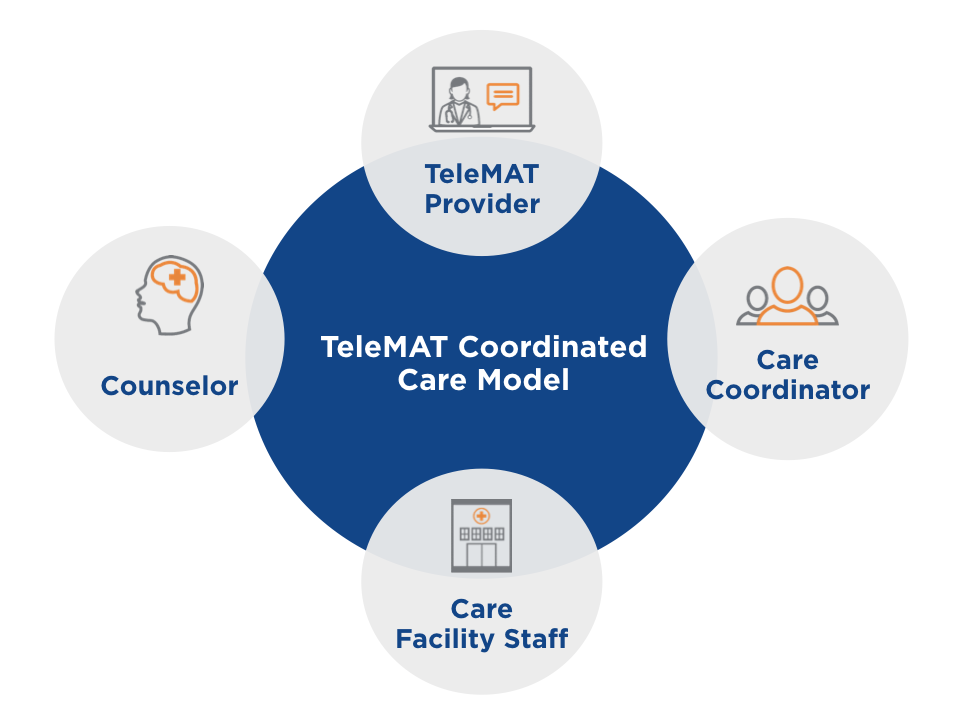 TeleMAT
Provider
Counselor
TeleMAT Coordinated
Care Model
Care
Coordinator
Care
Facility Staff